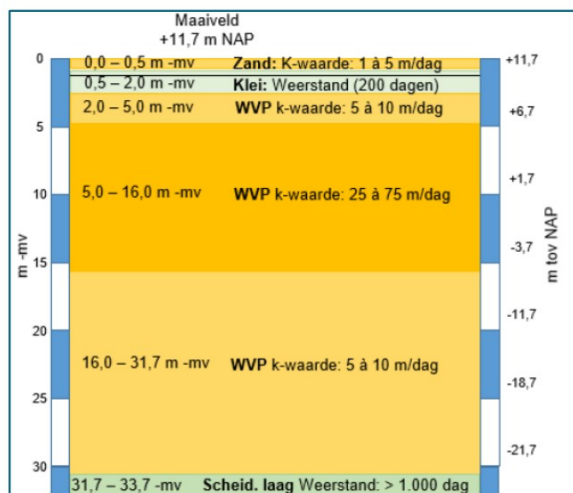 Maaiveld
+11,7 m NAP
0 0,0 – 0,5 m -mv Zand: K-waarde: 1 à 5 m/dag +11,7
0,5 – 2,0 m -mv Klei: Weerstand (200 dagen)
2,0 – 5,0 m -mv WVP k-waarde: 5 à 10 m/dag +6,7
5
10 5,0 – 16,0 m -mv WVP k-waarde: 25 à 75 m/dag +1,7
m -mv
m tov NAP
15 -3,7
20 -11,7
16,0 – 31,7 m -mv WVP k-waarde: 5 à 10 m/dag -18,7
25
30 -21,7
31,7 – 33,7 -mv Scheid. laag Weerstand: > 1.000 dag